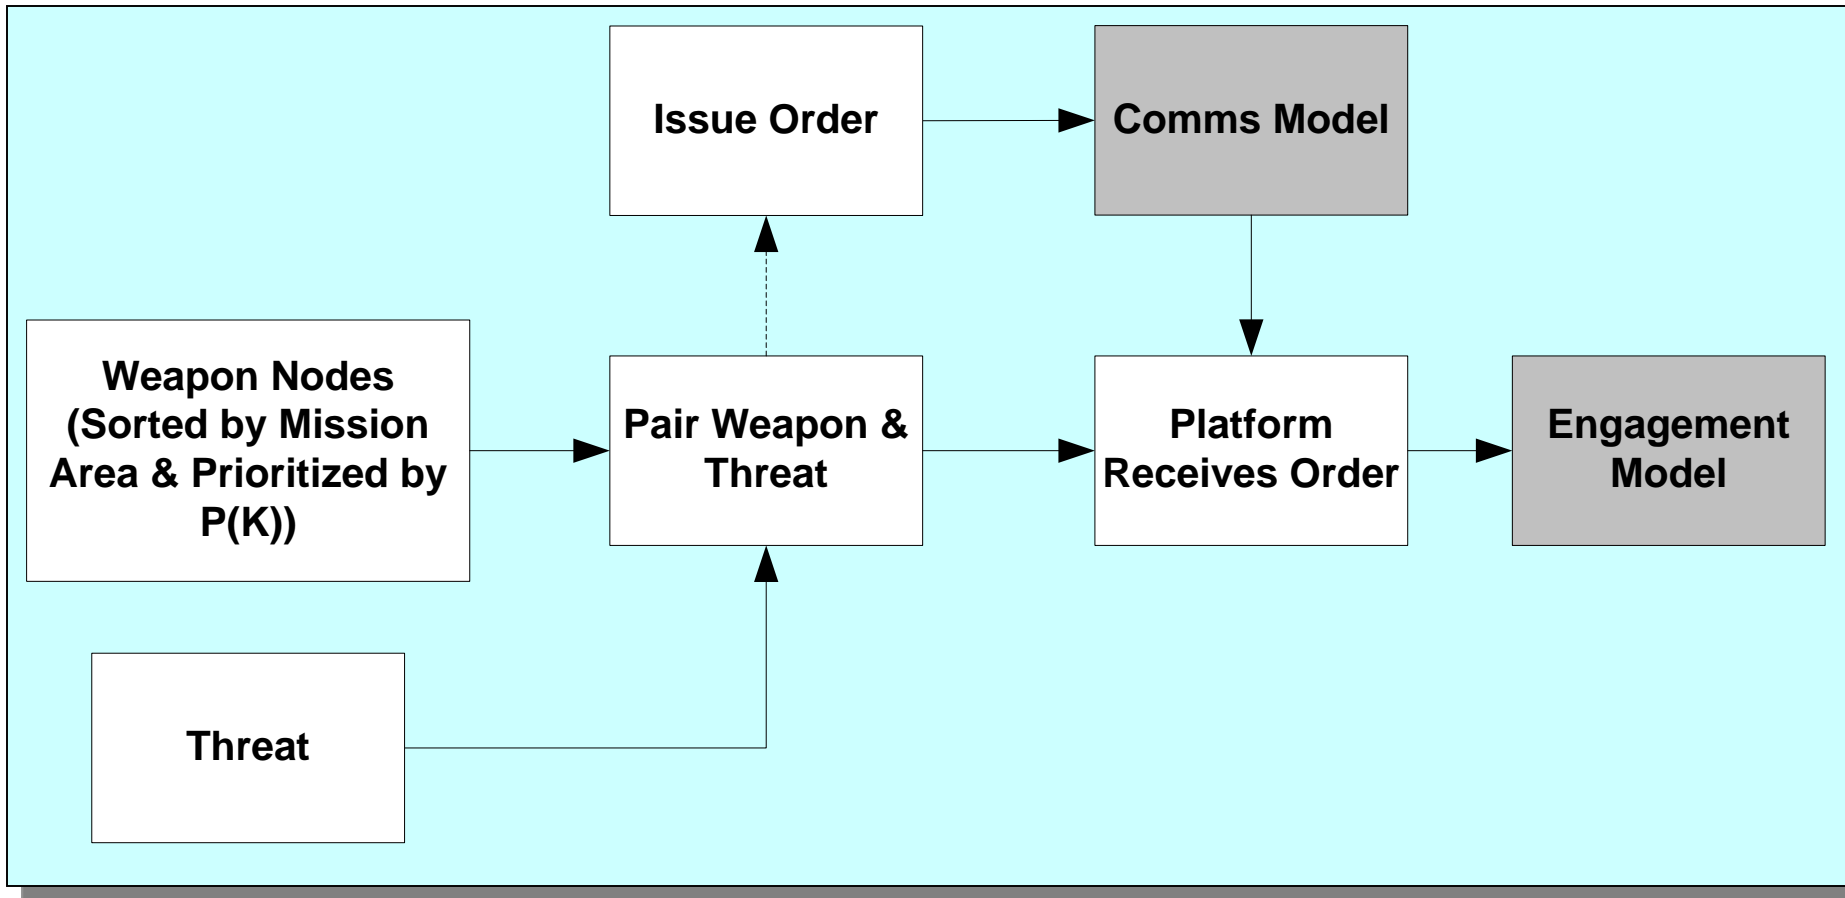 Issue Order
Comms Model
Weapon Nodes
(Sorted by Mission
Area & Prioritized by
P(K))
Pair Weapon &
Threat
Platform
Receives Order
Engagement
Model
Threat